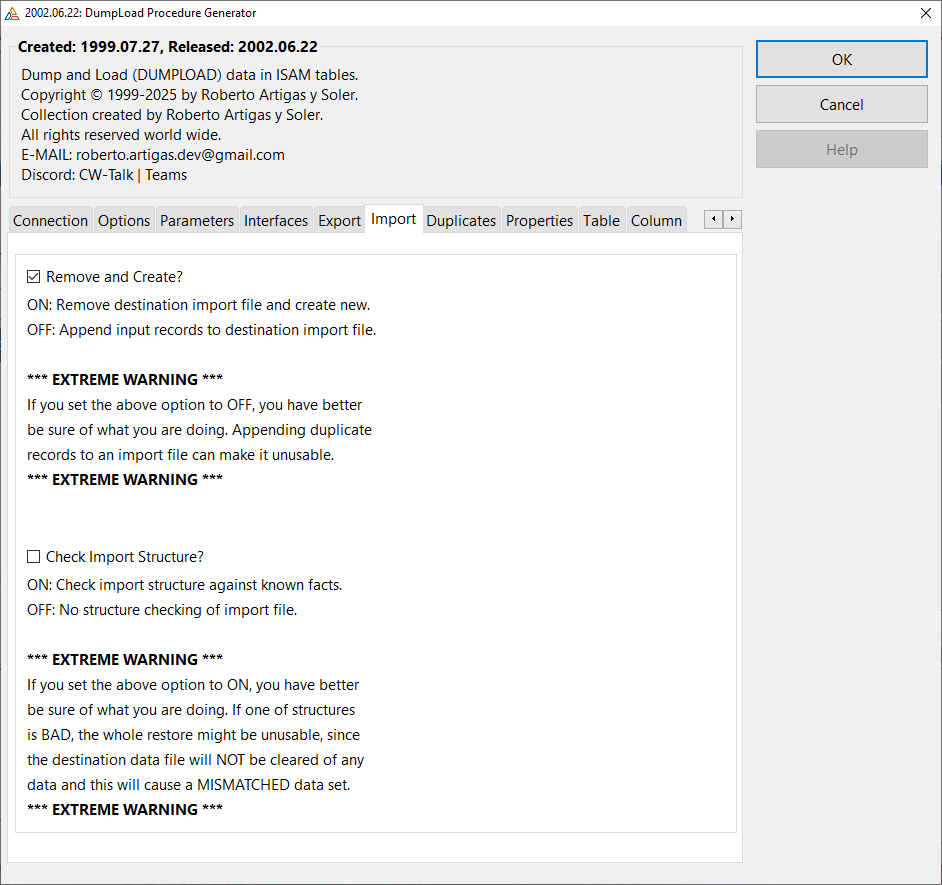 2002.06.22: DumpLoad Procedure Generator
Created: 1999.07.27, Released: 2002.06.22
Dump and Load (DUMPLOAD) data in ISAM tables.
Copyright © 1999-2025 by Roberto Artigas y Soler.
Collection created by Roberto Artigas y Soler.
All rights reserved world wide.
E-MAIL: roberto.artigas.dev@gmail.com
Discord: CW-Talk | Teams
OK
Cancel
Help
Connection Options Parameters Interfaces Export Import Duplicates Properties Table Column
Remove and Create?
ON: Remove destination import file and create new.
OFF: Append input records to destination import file.
*** EXTREME WARNING ***
If you set the above option to OFF, you have better
be sure of what you are doing. Appending duplicate
records to an import file can make it unusable.
*** EXTREME WARNING ***
Check Import Structure?
ON: Check import structure against known facts.
OFF: No structure checking of import file.
*** EXTREME WARNING ***
If you set the above option to ON, you have better
be sure of what you are doing. If one of structures
is BAD, the whole restore might be unusable, since
the destination data file will NOT be cleared of any
data and this will cause a MISMATCHED data set.
*** EXTREME WARNING ***